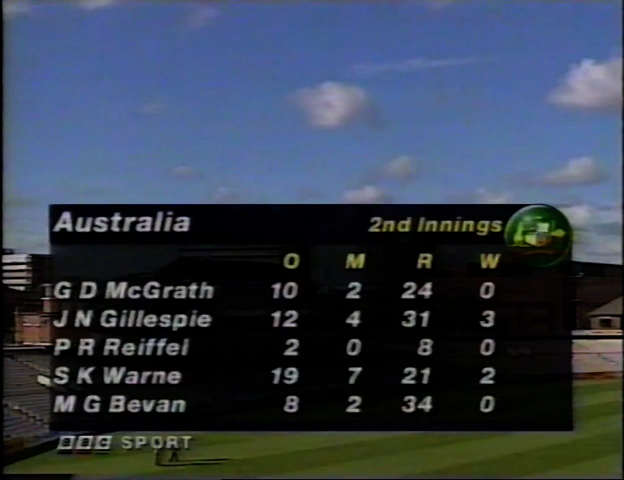 Australia 2nd Innings
O M R W
G D McGrath 10 2 24 0
J N Gillespie 12 4 31 3
P R Reiffel 2 0 8 0
S K Warne 19 7 21 2
M G Bevan 8 2 34 0
BBC SPORT